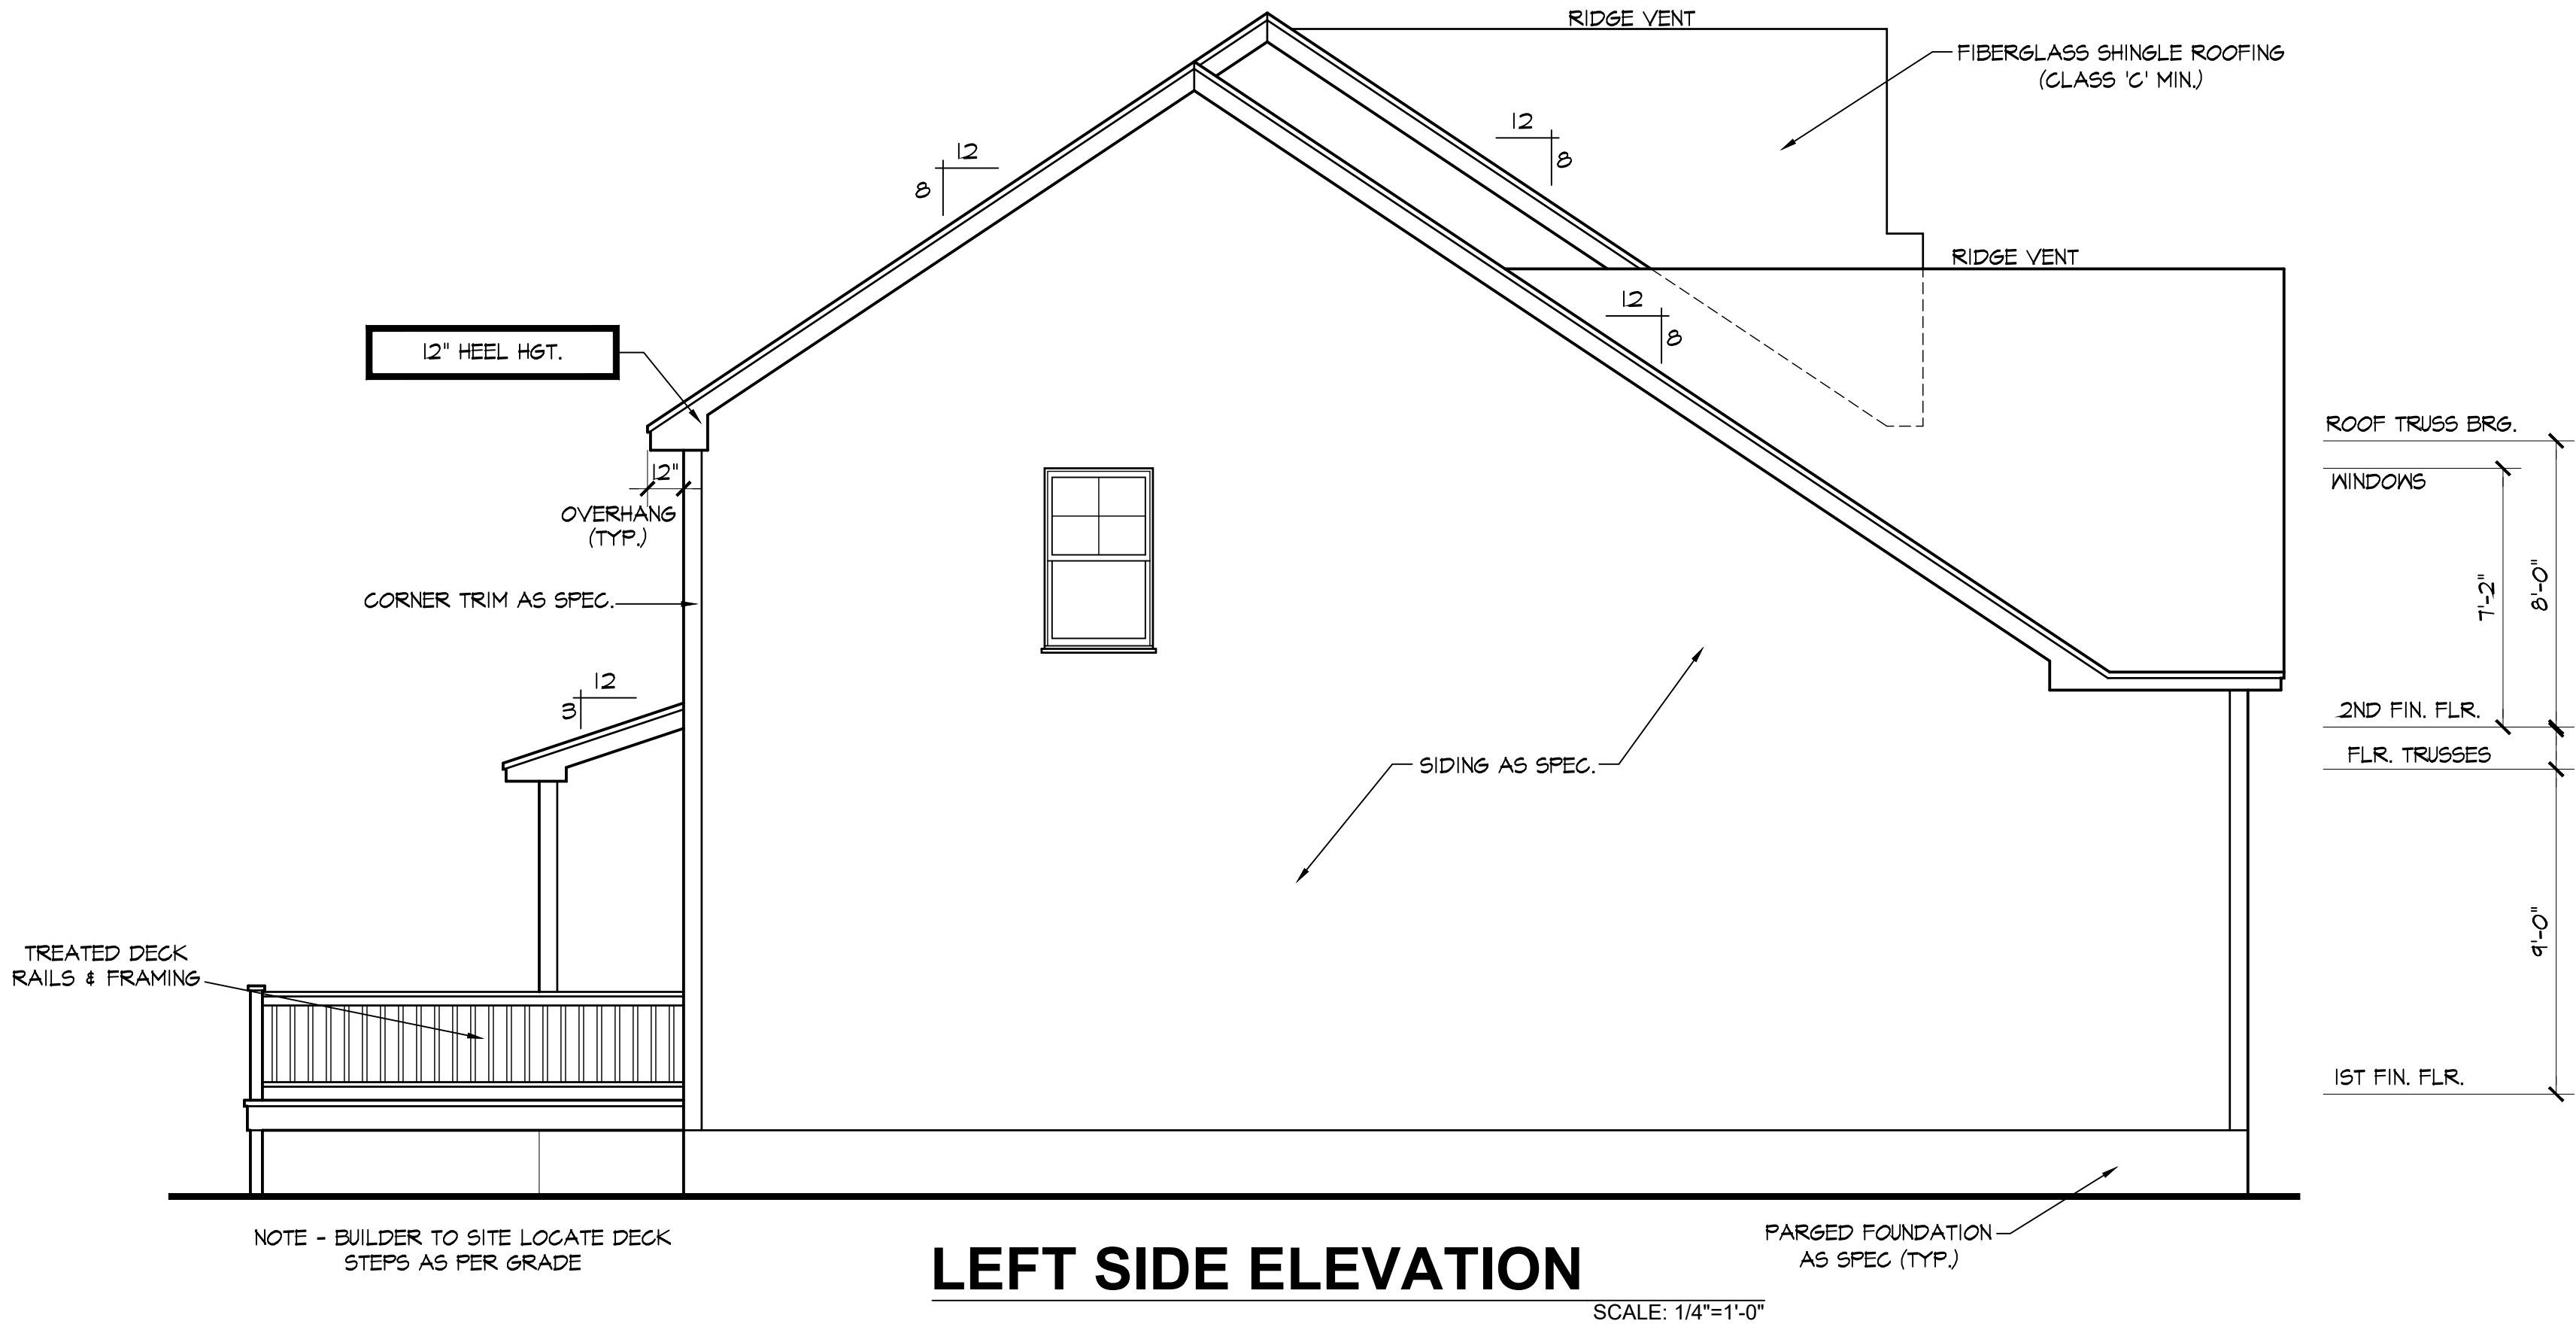 RIDGE VENT
FIBERGLASS SHINGLE ROOFING
(CLASS 'C' MIN.)
12
8
12
8
RIDGE VENT
12
8
12" HEEL HGT.
12"
OVERHANG
(TYP.)
CORNER TRIM AS SPEC.
12
3
SIDING AS SPEC.
TREATED DECK
RAILS & FRAMING
ROOF TRUSS BRG.
WINDOWS
7'-2"
8'-0"
2ND FIN. FLR.
FLR. TRUSSES
9'-0"
1ST FIN. FLR.
NOTE - BUILDER TO SITE LOCATE DECK
STEPS AS PER GRADE
PARGED FOUNDATION
AS SPEC (TYP.)
LEFT SIDE ELEVATION
SCALE: 1/4"=1'-0"